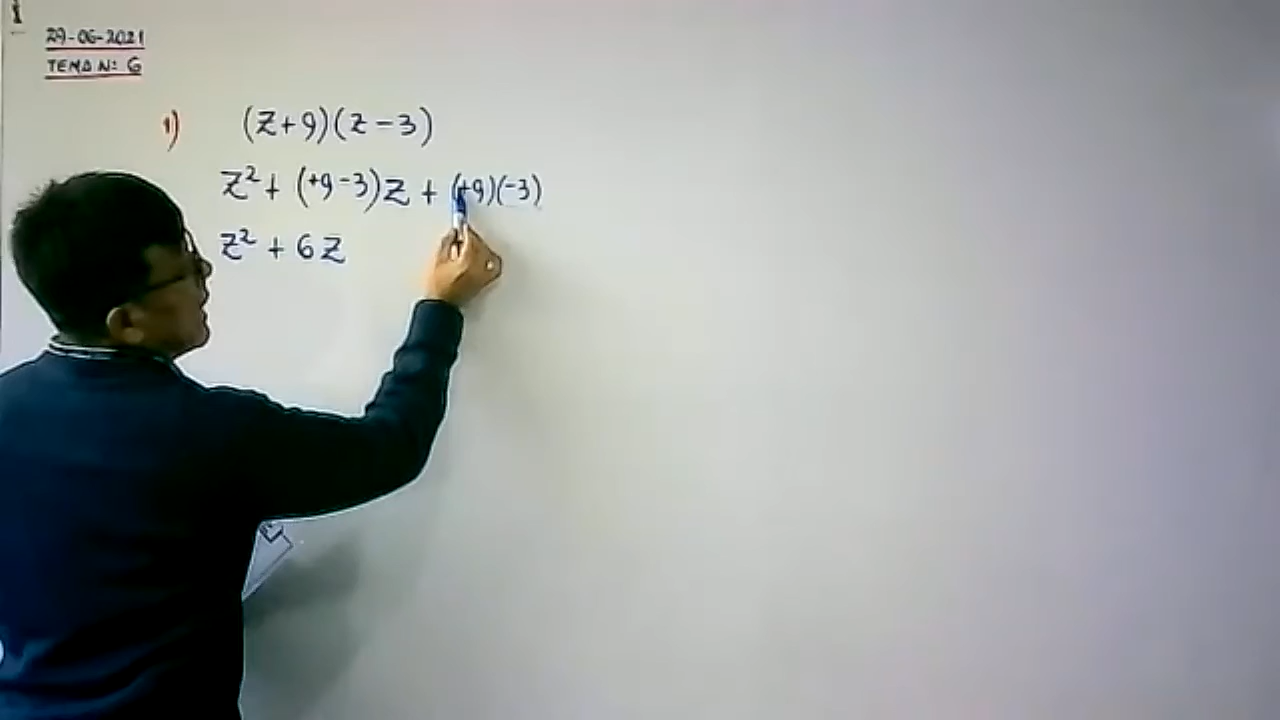 29-06-2021
TEMA N: 6
1) (z+9)(z-3)
z² + (+9-3)z + (+9)(-3)
z² + 6z